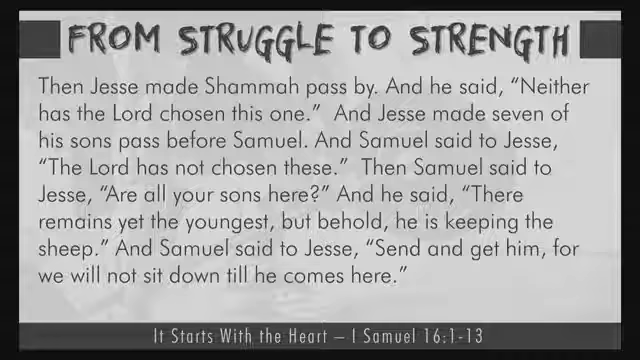 FROM STRUGGLE TO STRENGTH
Then Jesse made Shammah pass by. And he said, “Neither
has the Lord chosen this one.”  And Jesse made seven of
his sons pass before Samuel. And Samuel said to Jesse,
“The Lord has not chosen these.”  Then Samuel said to
Jesse, “Are all your sons here?” And he said, “There
remains yet the youngest, but behold, he is keeping the
sheep.” And Samuel said to Jesse, “Send and get him, for
we will not sit down till he comes here.”
It Starts With the Heart – I Samuel 16:1-13